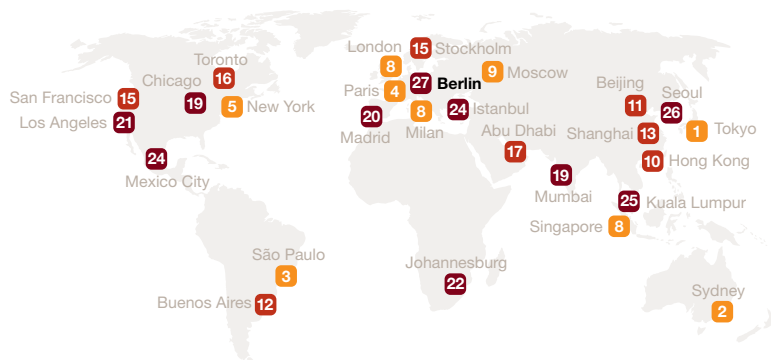 London
8
15
Stockholm
Toronto
16
Chicago
19
27
Berlin
9
Moscow
San Francisco
15
5
New York
Paris
4
Beijing
11
Seoul
26
Los Angeles
21
20
Madrid
8
Milan
24
Istanbul
Abu Dhabi
17
Shanghai
13
1
Tokyo
24
Mexico City
19
Mumbai
10
Hong Kong
25
Kuala Lumpur
Singapore
8
São Paulo
3
Johannesburg
22
Buenos Aires
12
Sydney
2